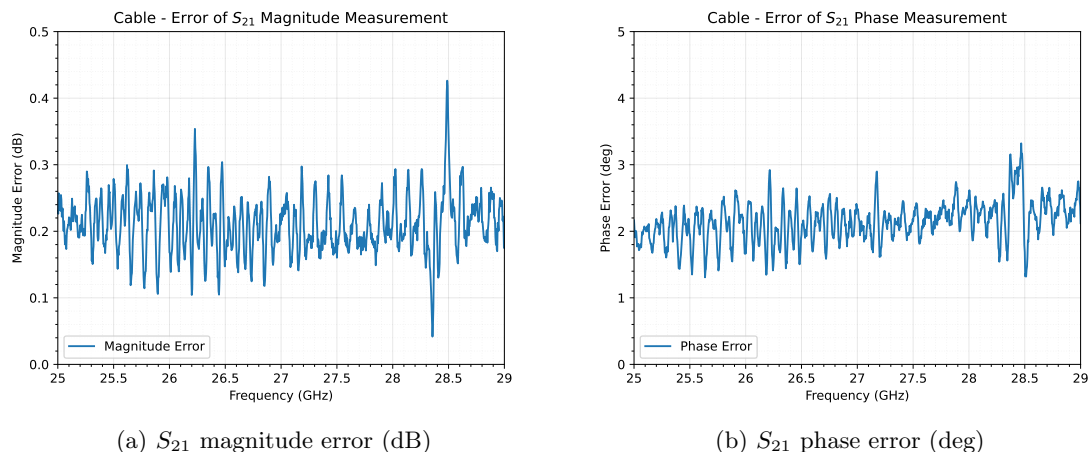 Cable - Error of S21 Magnitude Measurement
Magnitude Error (dB)
0.5
0.4
0.3
0.2
0.1
0.0
Magnitude Error
25 25.5 26 26.5 27 27.5 28 28.5 29
Frequency (GHz)
(a) S21 magnitude error (dB)
Cable - Error of S21 Phase Measurement
Phase Error (deg)
5
4
3
2
1
0
Phase Error
25 25.5 26 26.5 27 27.5 28 28.5 29
Frequency (GHz)
(b) S21 phase error (deg)